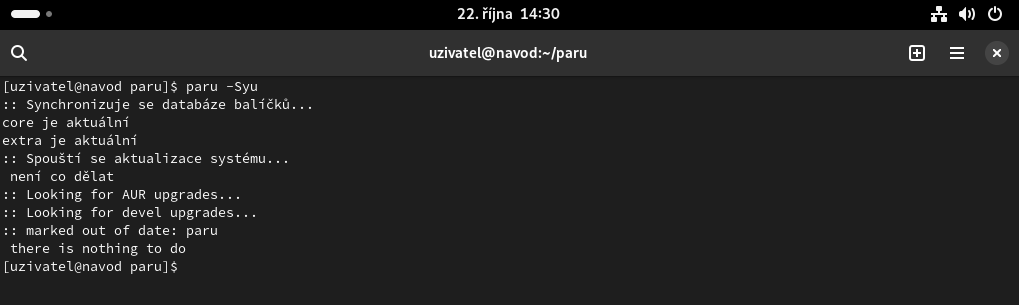 22. října 14:30
uzivatel@navod:~/paru
[uzivatel@navod paru]$ paru -Syu
:: Synchronizuje se databáze balíčků...
core je aktuální
extra je aktuální
:: Spouští se aktualizace systému...
 není co dělat
:: Looking for AUR upgrades...
:: Looking for devel upgrades...
:: marked out of date: paru
 there is nothing to do
[uzivatel@navod paru]$